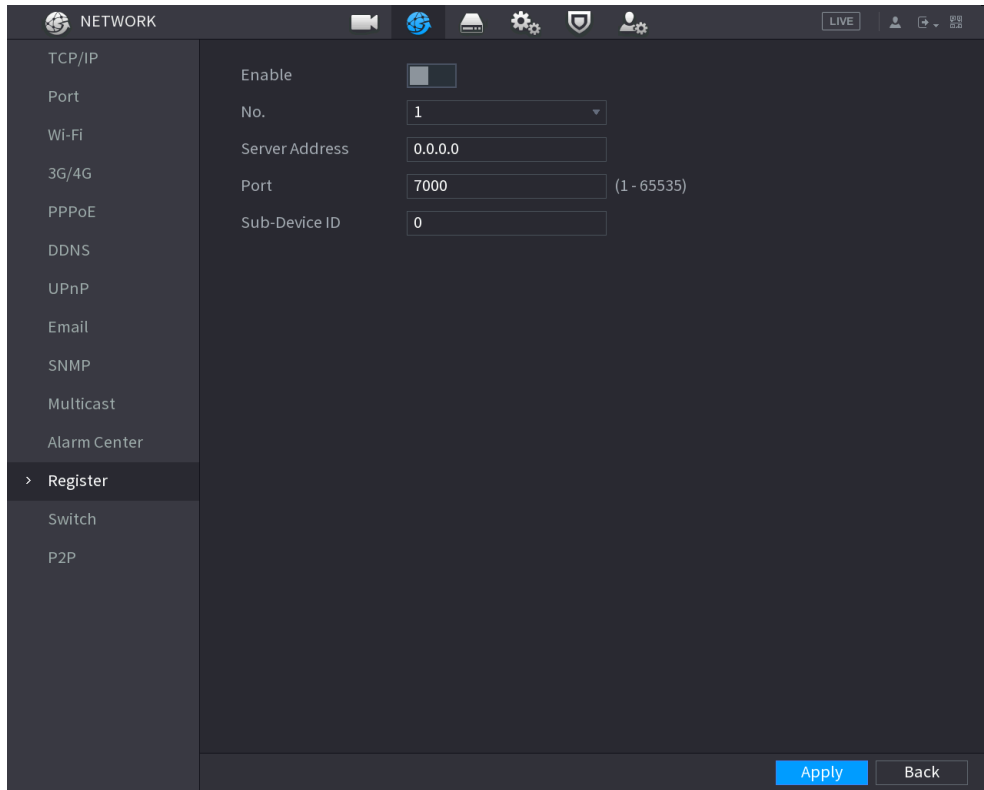 NETWORK
LIVE
TCP/IP
Port
Wi-Fi
3G/4G
PPPoE
DDNS
UPnP
Email
SNMP
Multicast
Alarm Center
Register
Switch
P2P
Enable
No. 1
Server Address 0.0.0.0
Port 7000 (1 - 65535)
Sub-Device ID 0
Apply Back